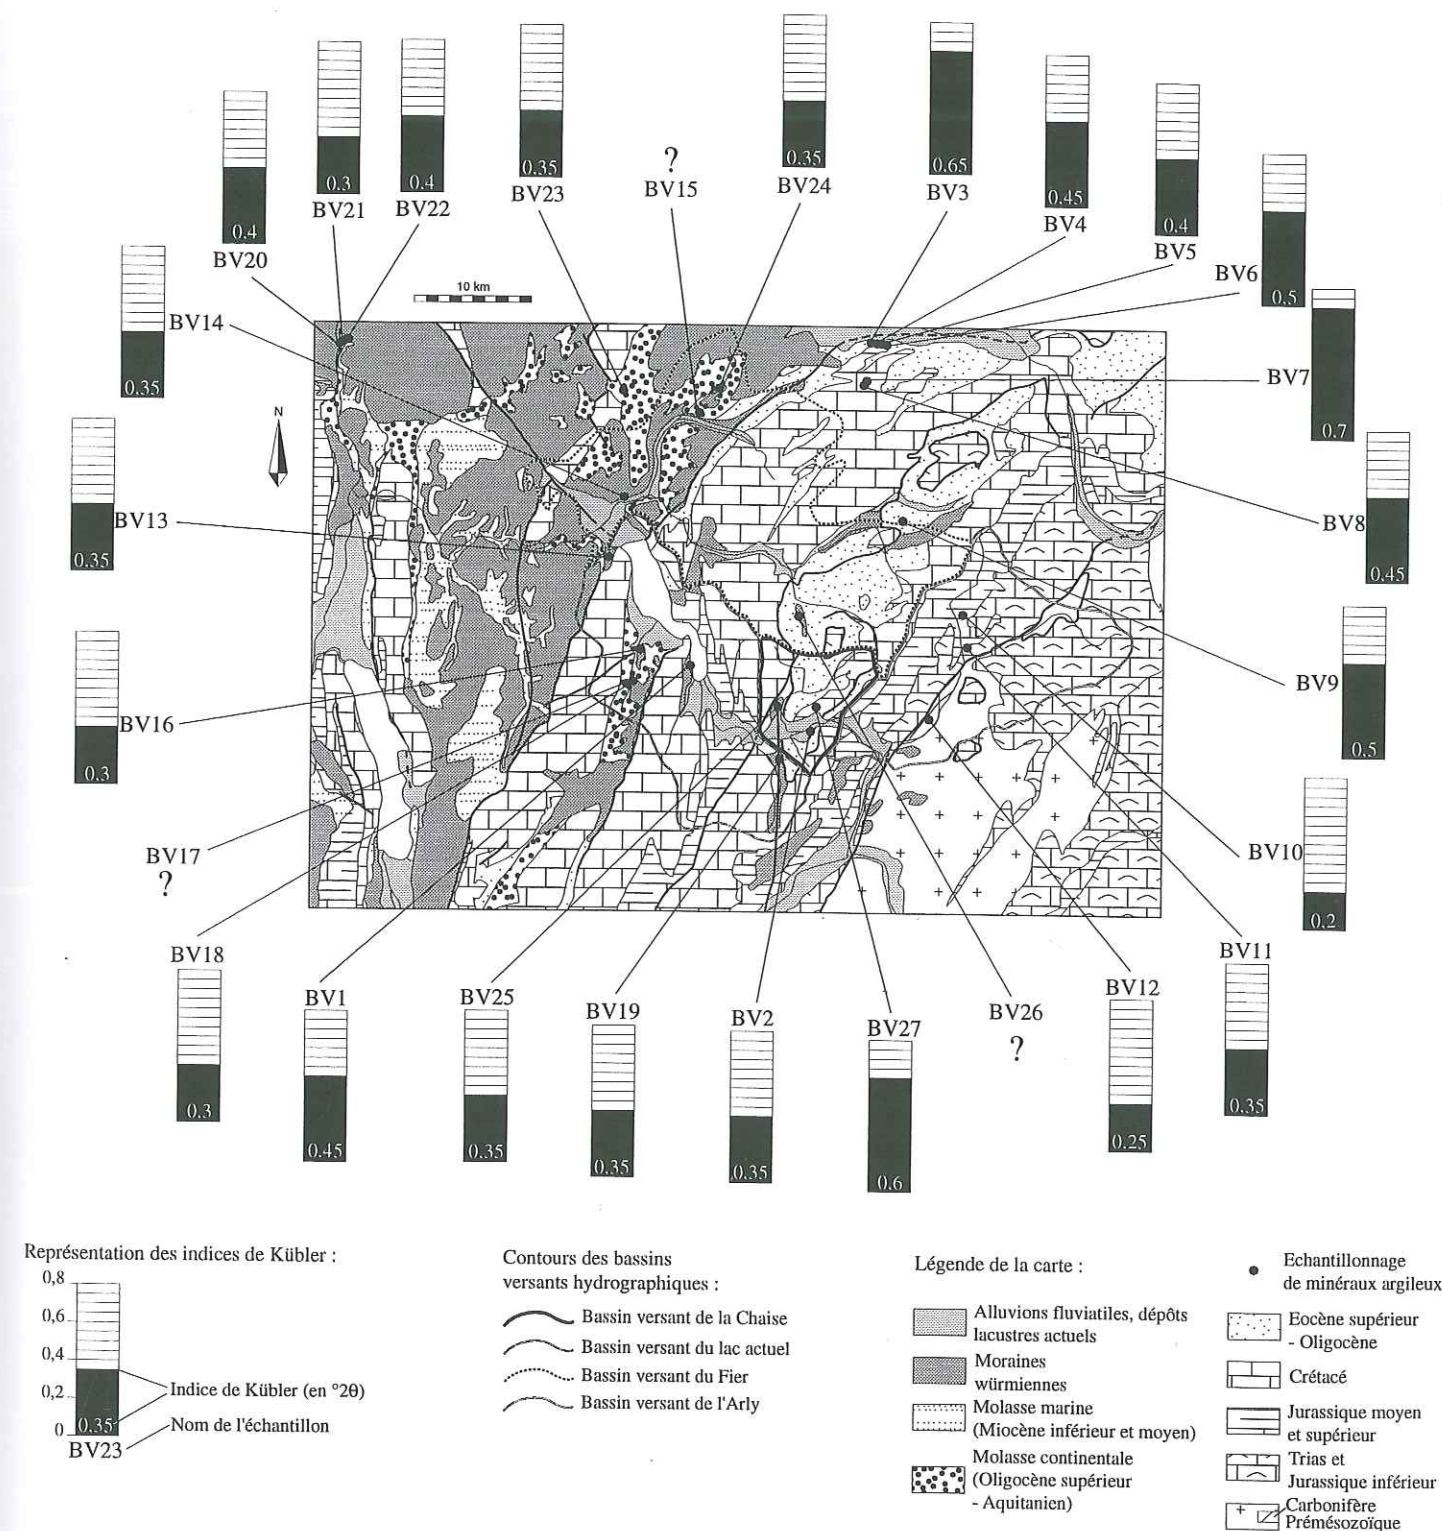 0.35
BV23
?
BV15
0.35
BV24
0.65
BV3
0.45
BV4
0.4
BV5
0.5
BV6
0.3
BV21
0.4
BV22
0.4
BV20
0.35
BV14
10 km
N
0.7
BV7
0.45
BV8
0.35
BV13
0.5
BV9
0.3
BV16
0.2
BV10
BV17
?
BV18
0.3
BV1
0.45
BV25
0.35
BV19
0.35
BV2
0.35
BV27
0.6
BV26
?
BV12
0.25
BV11
0.35
Représentation des indices de Kübler :
0,8
0,6
0,4
0,2
0
0.35
Indice de Kübler (en °2θ)
Nom de l'échantillon
BV23
Contours des bassins
versants hydrographiques :
Bassin versant de la Chaise
Bassin versant du lac actuel
Bassin versant du Fier
Bassin versant de l'Arly
Légende de la carte :
Alluvions fluviatiles, dépôts
lacustres actuels
Moraines
würmiennes
Molasse marine
(Miocène inférieur et moyen)
Molasse continentale
(Oligocène supérieur
- Aquitanien)
Echantillonnage
de minéraux argileux
Eocène supérieur
- Oligocène
Crétacé
Jurassique moyen
et supérieur
Trias et
Jurassique inférieur
Carbonifère
Prémésozoïque